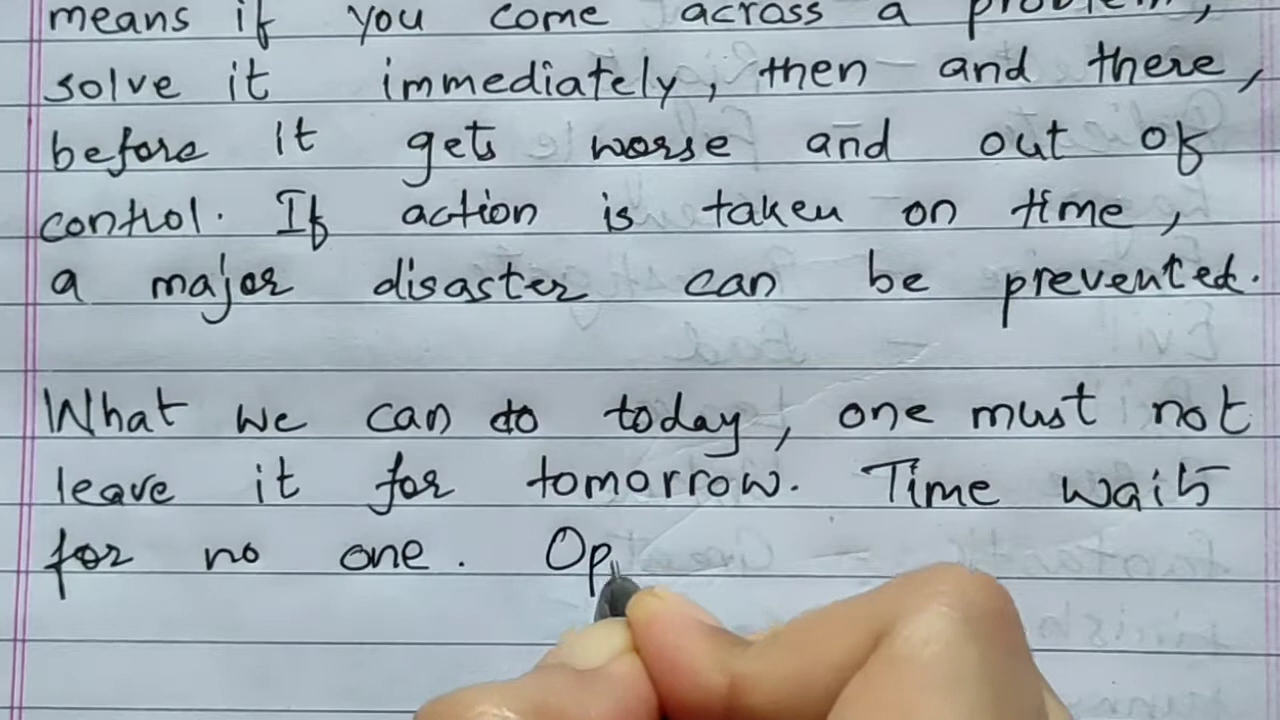 means if you come across a problem,
solve it immediately, then and there,
before it gets worse and out of
control. If action is taken on time,
a major disaster can be prevented.
What we can do today, one must not
leave it for tomorrow. Time waits
for no one. Op